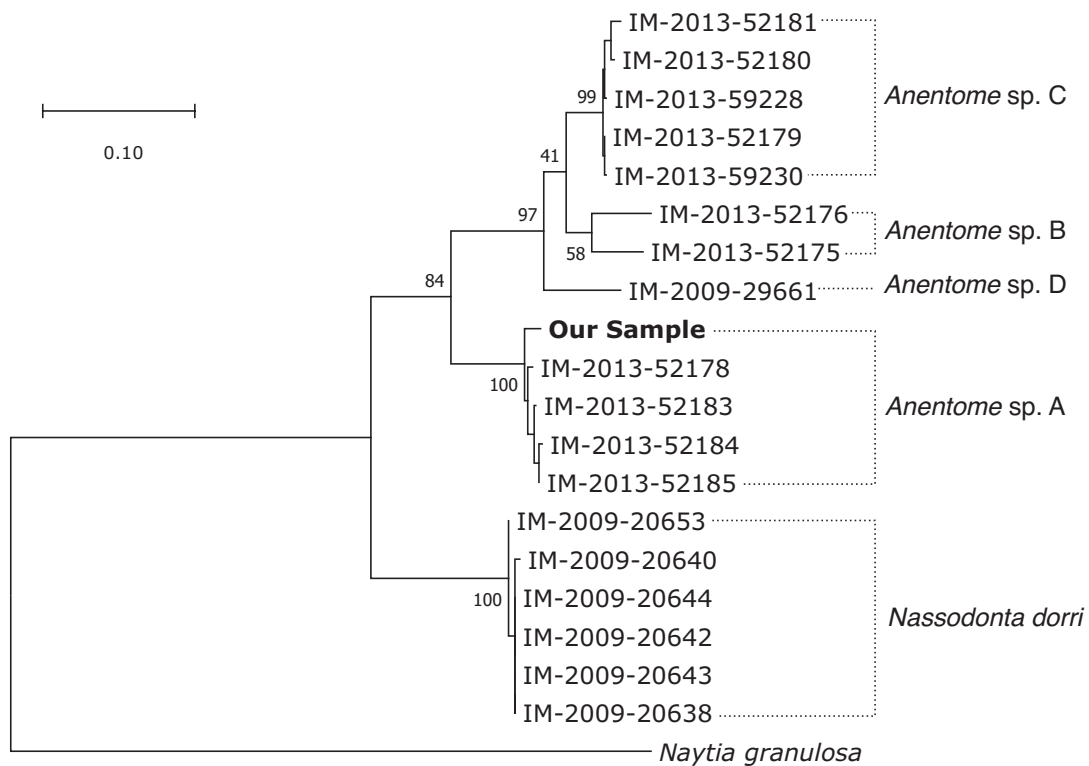 IM-2013-52181
IM-2013-52180
IM-2013-59228
IM-2013-52179
IM-2013-59230
Anentome sp. C
99
0.10
41
IM-2013-52176
IM-2013-52175
Anentome sp. B
97
58
IM-2009-29661
Anentome sp. D
84
Our Sample
IM-2013-52178
IM-2013-52183
IM-2013-52184
IM-2013-52185
Anentome sp. A
100
IM-2009-20653
IM-2009-20640
IM-2009-20644
IM-2009-20642
IM-2009-20643
IM-2009-20638
Nassodonta dorri
100
Naytia granulosa